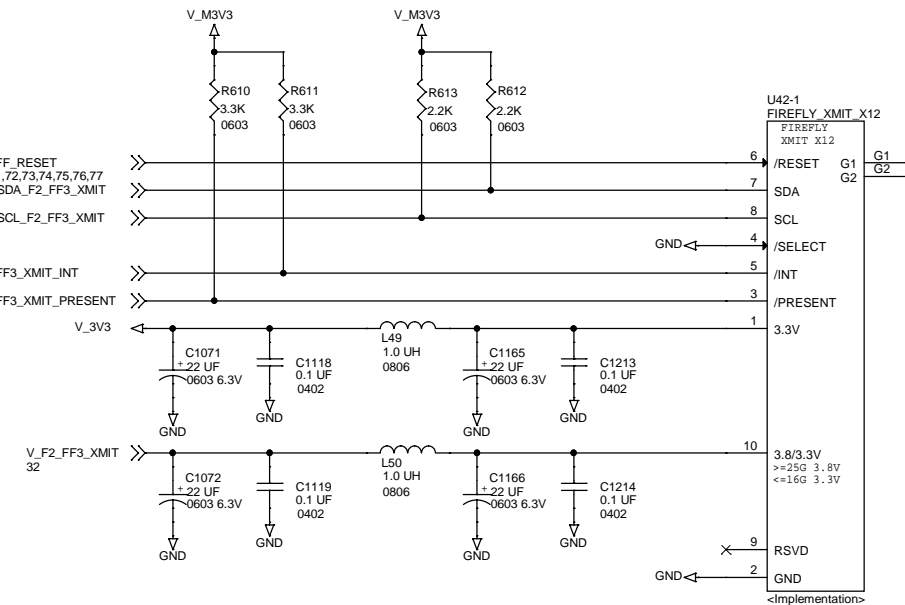 V_M3V3
V_M3V3
R610
3.3K
0603
R611
3.3K
0603
R613
2.2K
0603
R612
2.2K
0603
U42-1
FIREFLY_XMIT_X12
FIREFLY
XMIT X12
FF_RESET
,72,73,74,75,76,77
6
/RESET
G1
G1
G2
G2
SDA_F2_FF3_XMIT
7
SDA
SCL_F2_FF3_XMIT
8
SCL
GND
4
/SELECT
FF3_XMIT_INT
5
/INT
FF3_XMIT_PRESENT
3
/PRESENT
V_3V3
1
3.3V
L49
1.0 UH
0806
C1071
+
22 UF
0603 6.3V
C1118
0.1 UF
0402
C1165
+
22 UF
0603 6.3V
C1213
0.1 UF
0402
GND
GND
GND
GND
V_F2_FF3_XMIT
32
10
3.8/3.3V
>=25G 3.8V
<=16G 3.3V
L50
1.0 UH
0806
C1072
+
22 UF
0603 6.3V
C1119
0.1 UF
0402
C1166
+
22 UF
0603 6.3V
C1214
0.1 UF
0402
GND
GND
GND
GND
9
RSVD
GND
2
GND
<Implementation>